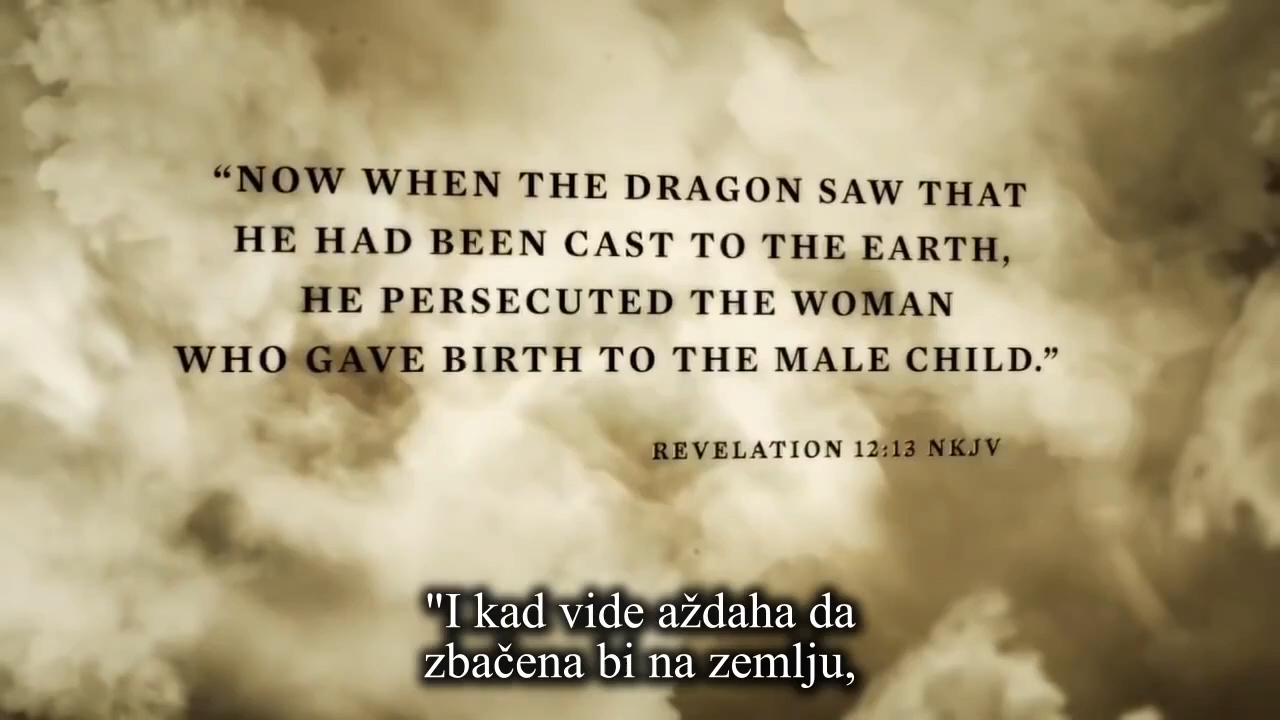 “NOW WHEN THE DRAGON SAW THAT
HE HAD BEEN CAST TO THE EARTH,
HE PERSECUTED THE WOMAN
WHO GAVE BIRTH TO THE MALE CHILD.”
REVELATION 12:13 NKJV
"I kad vide aždaha da
zbačena bi na zemlju,